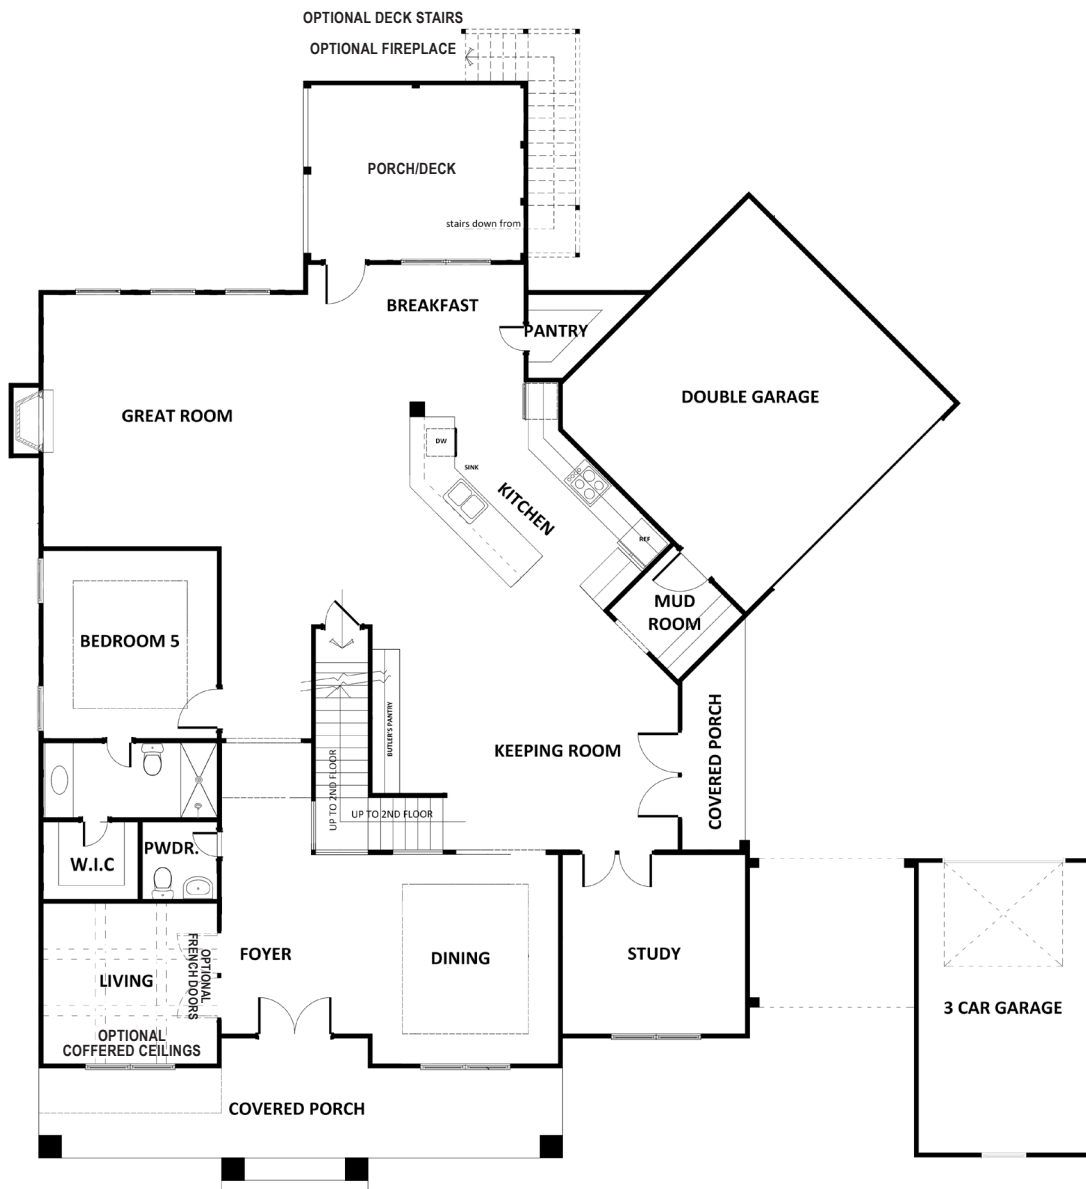 OPTIONAL DECK STAIRS
OPTIONAL FIREPLACE
PORCH/DECK
stairs down from
BREAKFAST
PANTRY
DOUBLE GARAGE
GREAT ROOM
DW
SINK
KITCHEN
REF
MUD
ROOM
BEDROOM 5
BUTLER'S PANTRY
KEEPING ROOM
COVERED PORCH
UP TO 2ND FLOOR
UP TO 2ND FLOOR
PWDR.
W.I.C
FOYER
DINING
STUDY
LIVING
OPTIONAL
FRENCH DOORS
3 CAR GARAGE
OPTIONAL
COFFERED CEILINGS
COVERED PORCH